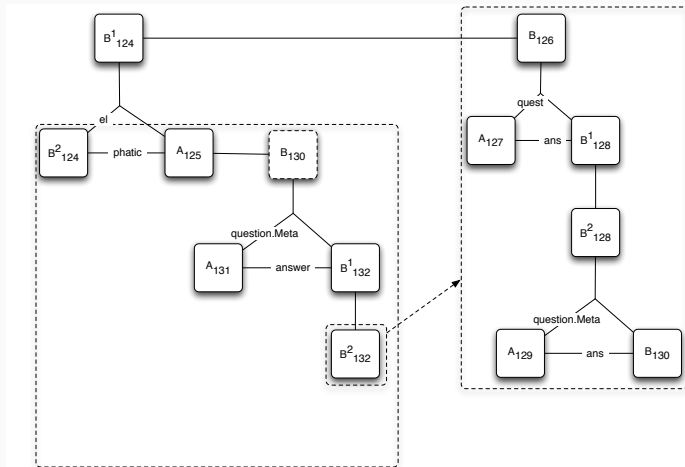 B¹₁₂₄
B₁₂₆
el
quest
B²₁₂₄
phatic
A₁₂₅
B₁₃₀
A₁₂₇
ans
B¹₁₂₈
B²₁₂₈
question.Meta
A₁₃₁
answer
B¹₁₃₂
B²₁₃₂
question.Meta
A₁₂₉
ans
B₁₃₀